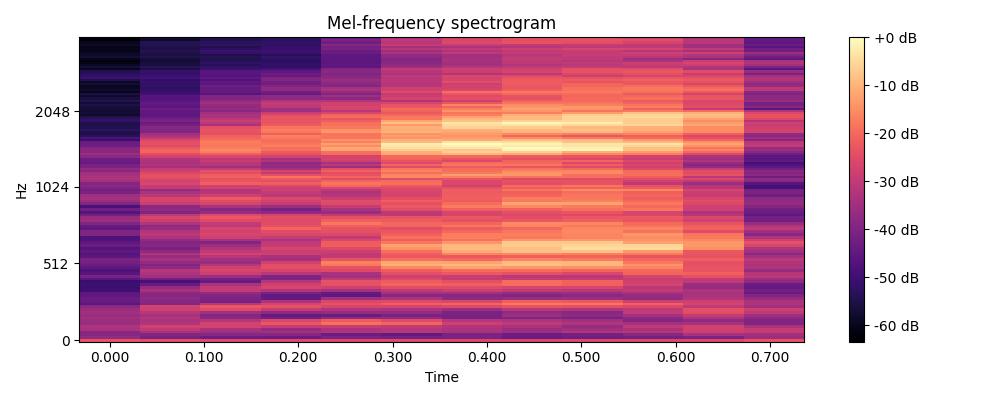 Mel-frequency spectrogram
+0 dB
-10 dB
-20 dB
-30 dB
-40 dB
-50 dB
-60 dB
Hz
2048
1024
512
0
0.000 0.100 0.200 0.300 0.400 0.500 0.600 0.700
Time